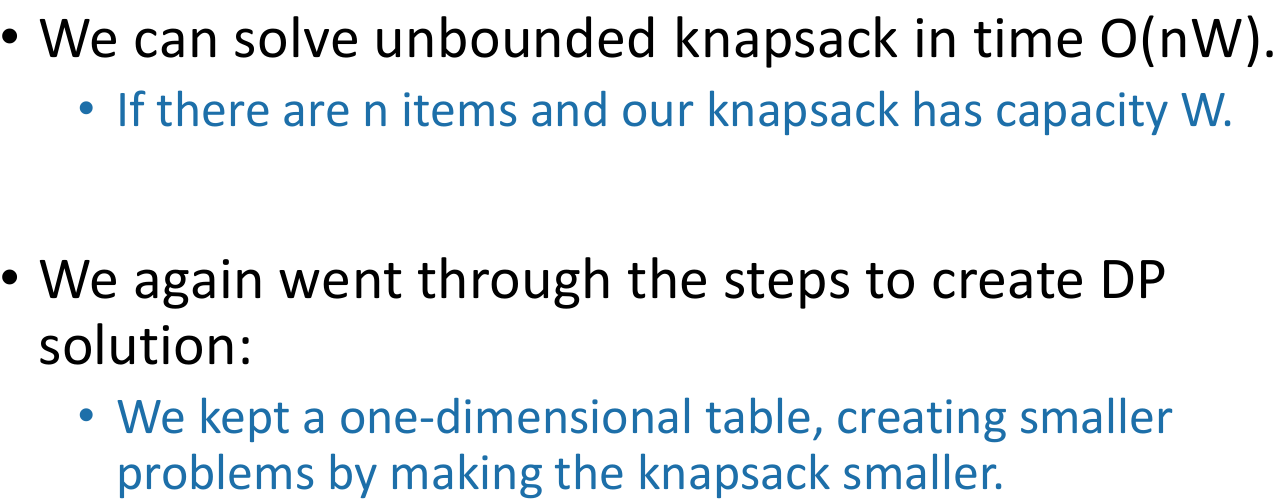 • We can solve unbounded knapsack in time O(nW).
• If there are n items and our knapsack has capacity W.
• We again went through the steps to create DP
solution:
• We kept a one-dimensional table, creating smaller
problems by making the knapsack smaller.